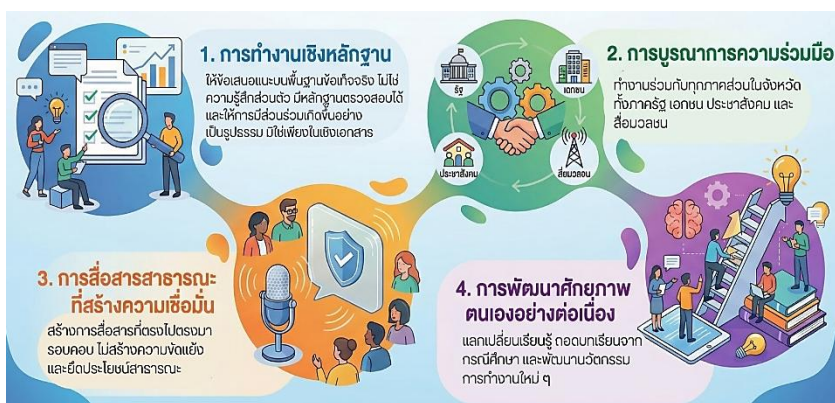 1. การทำงานเชิงหลักฐาน
ให้ข้อเสนอแนะบนพื้นฐานข้อเท็จจริง ไม่ใช่
ความรู้สึกส่วนตัว มีหลักฐานตรวจสอบได้
และให้การมีส่วนร่วมเกิดขึ้นอย่าง
เป็นรูปธรรม มิใช่เพียงในเชิงเอกสาร
รัฐ
เอกชน
ประชาสังคม
สื่อมวลอน
2. การบูรณาการความร่วมมือ
ทำงานร่วมกับทุกภาคส่วนในจังหวัด
ทั้งภาครัฐ เอกชน ประชาสังคม และ
สื่อมวลชน
3. การสื่อสารสาธารณะ
ที่สร้างความเชื่อมั่น
สร้างการสื่อสารที่ตรงไปตรงมา
รอบคอบ ไม่สร้างความขัดแย้ง
และยึดประโยชน์สาธารณะ
4. การพัฒนาศักยภาพ
ตนเองอย่างต่อเนื่อง
แลกเปลี่ยนเรียนรู้ ถอดบทเรียนจาก
กรณีศึกษา และพัฒนานวัตกรรม
การทำงานใหม่ ๆ